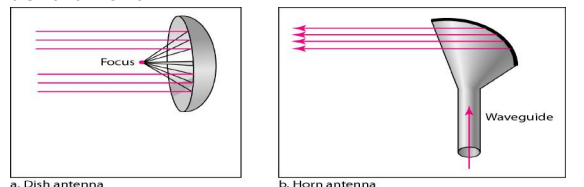 Focus
Waveguide
a. Dish antenna
b. Horn antenna